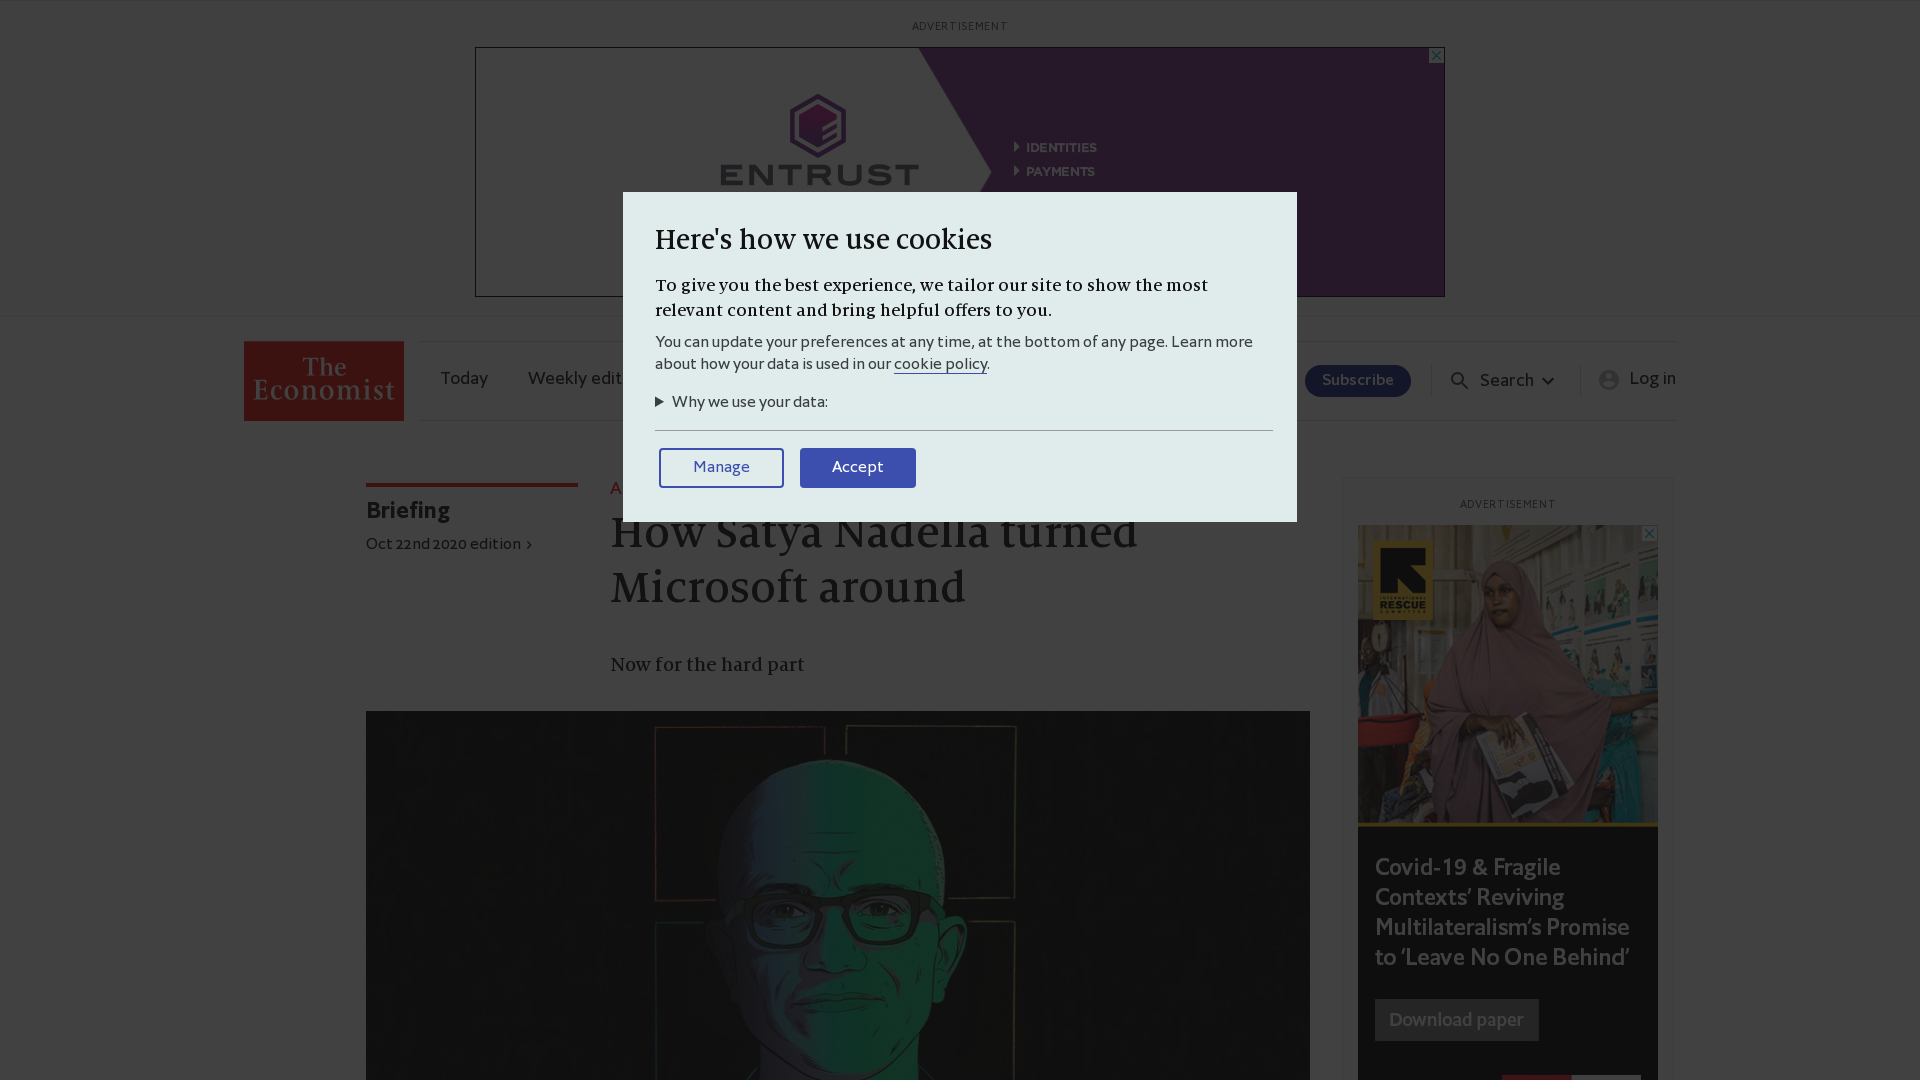 ADVERTISEMENT
ENTRUST
IDENTITIES
PAYMENTS
Here's how we use cookies
To give you the best experience, we tailor our site to show the most
relevant content and bring helpful offers to you.
You can update your preferences at any time, at the bottom of any page. Learn more
about how your data is used in our cookie policy.
Why we use your data:
Manage
Accept
The
Economist
Today
Weekly edit
Subscribe
Search
Log in
Briefing
Oct 22nd 2020 edition
How Satya Nadella turned
Microsoft around
Now for the hard part
ADVERTISEMENT
INTERNATIONAL
RESCUE
COMMITTEE
Covid-19 & Fragile
Contexts’ Reviving
Multilateralism’s Promise
to ‘Leave No One Behind’
Download paper